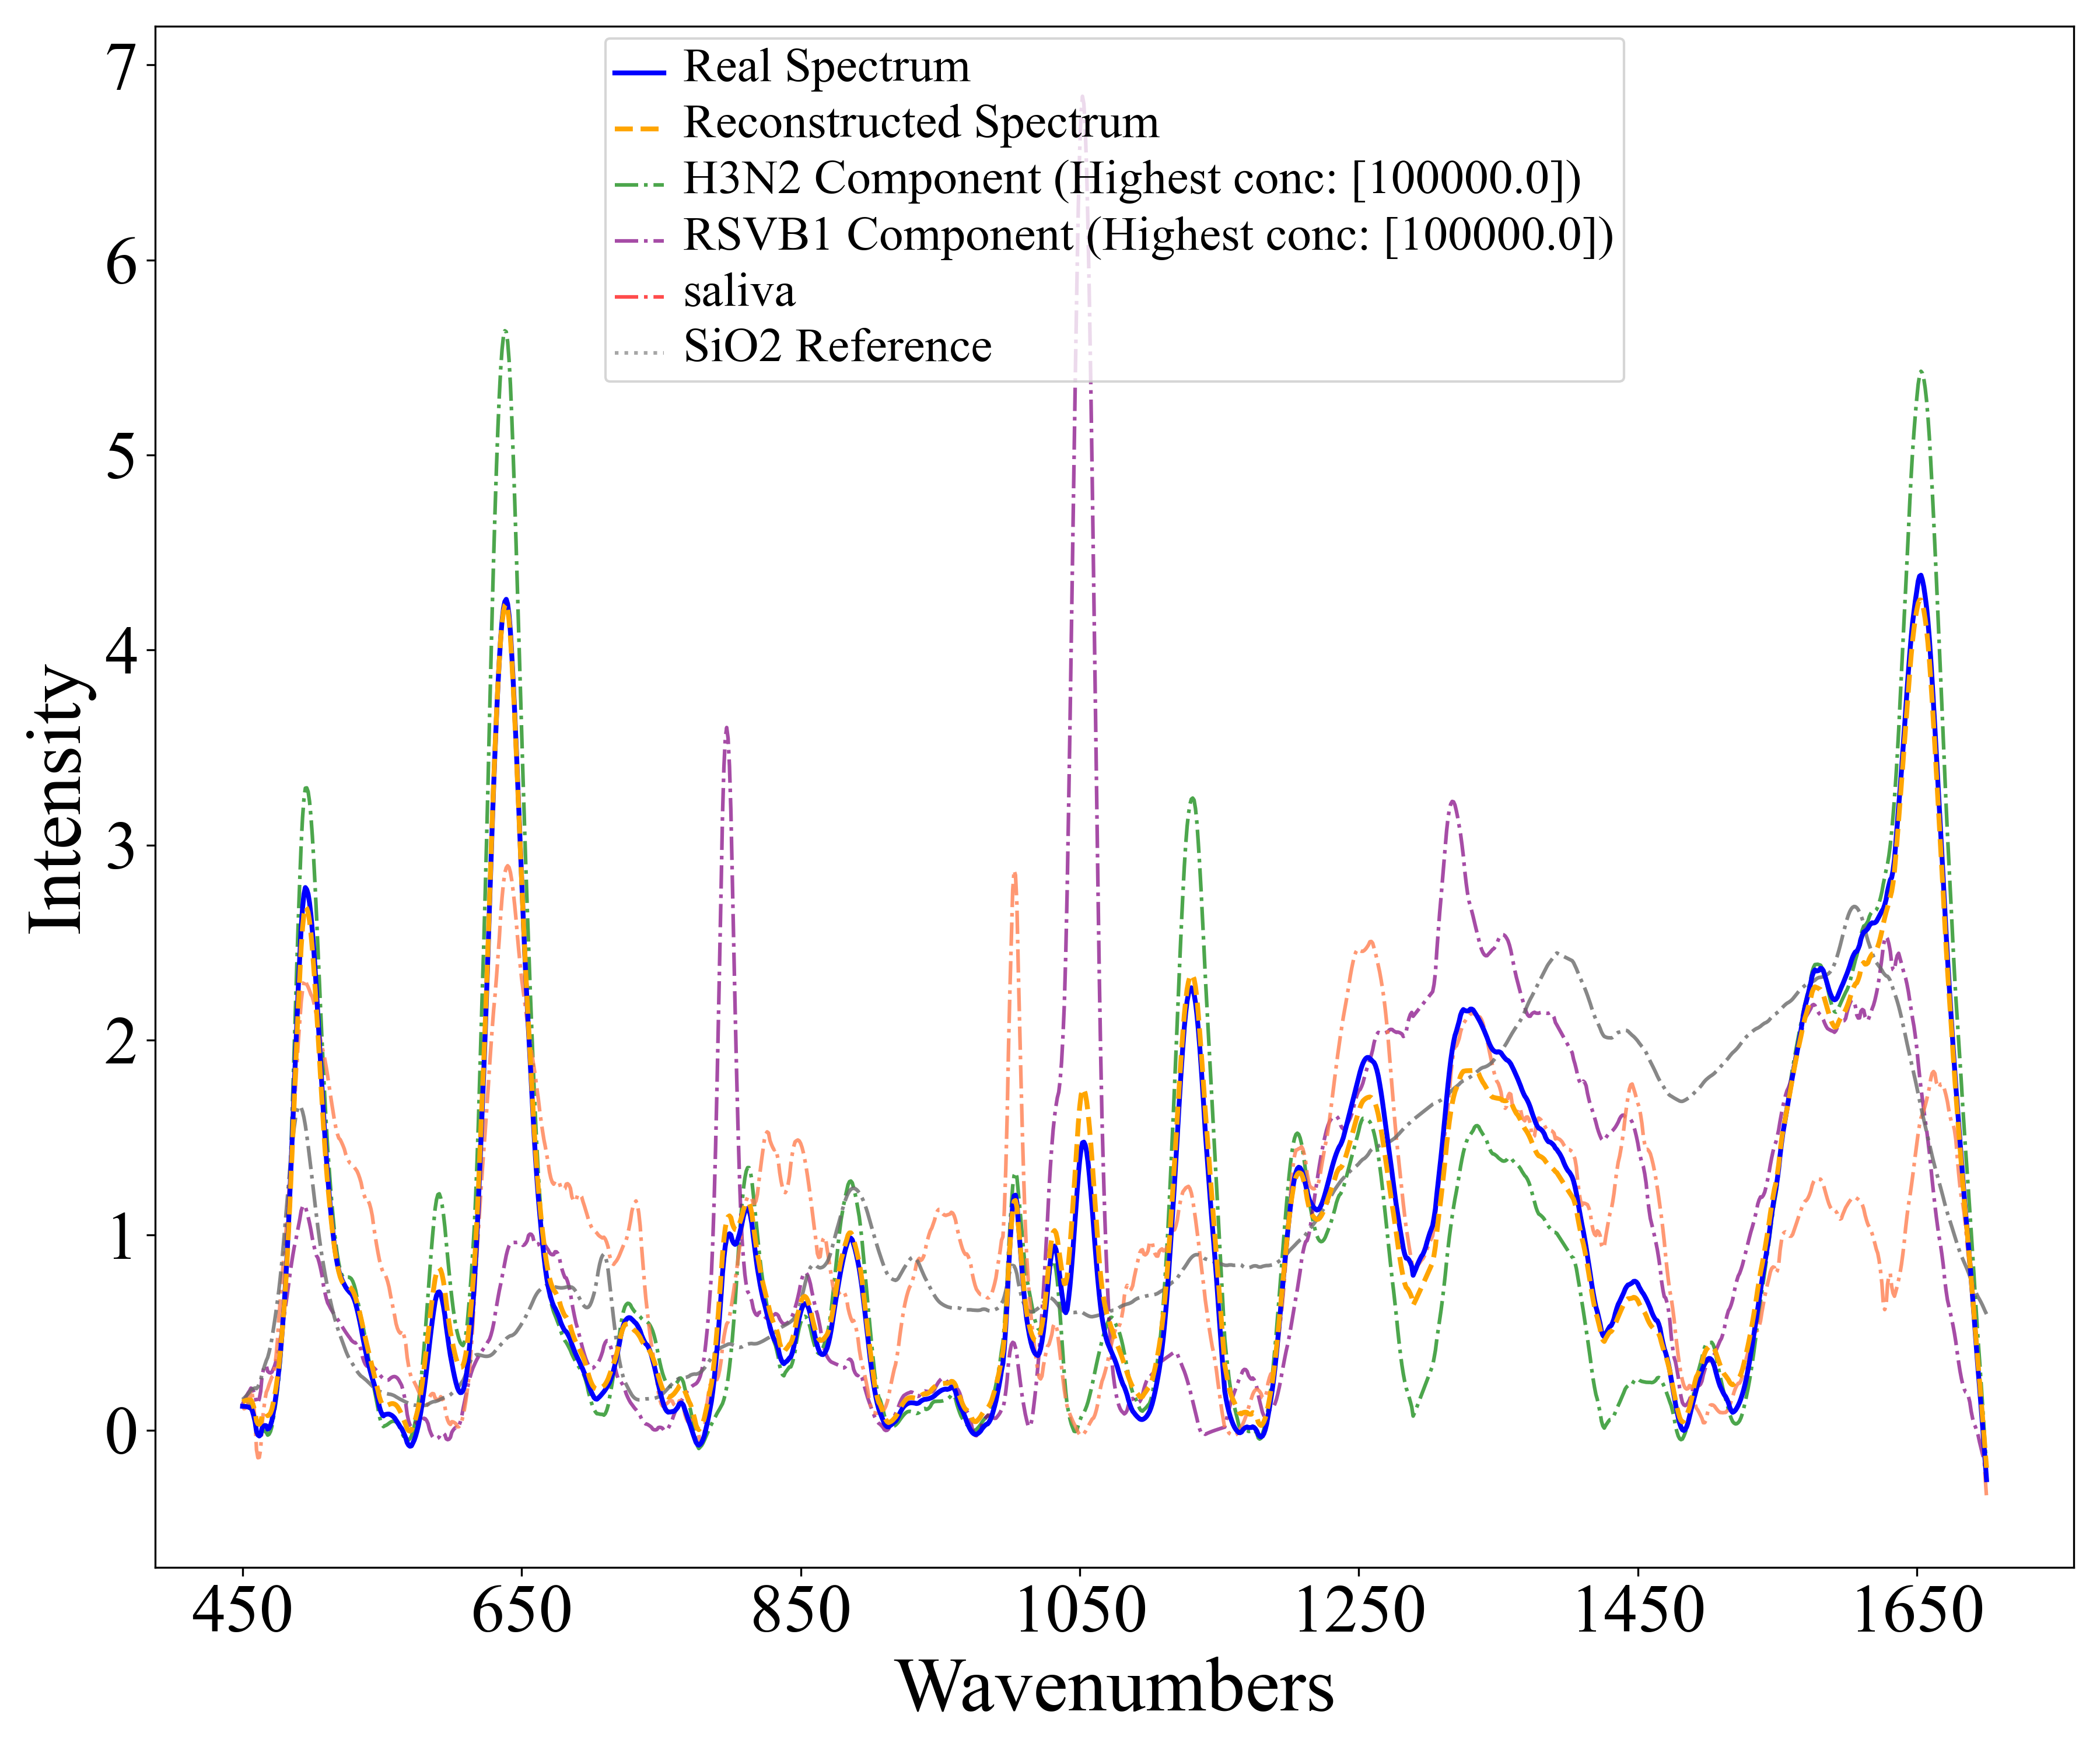 Real Spectrum
Reconstructed Spectrum
H3N2 Component (Highest conc: [100000.0])
RSVB1 Component (Highest conc: [100000.0])
saliva
SiO2 Reference
Intensity
7
6
5
4
3
2
1
0
450 650 850 1050 1250 1450 1650
Wavenumbers